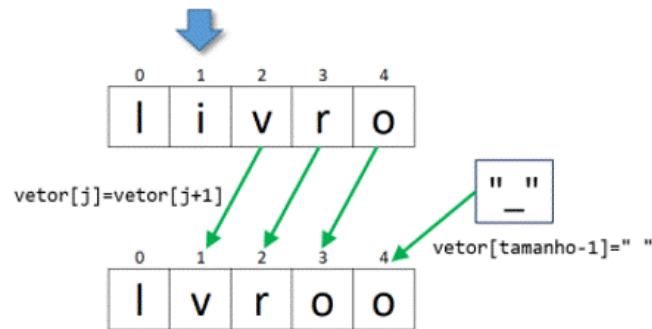 0 1 2 3 4
l i v r o
vetor[j]=vetor[j+1]
"_"
vetor[tamanho-1]=" "
0 1 2 3 4
l v r o o